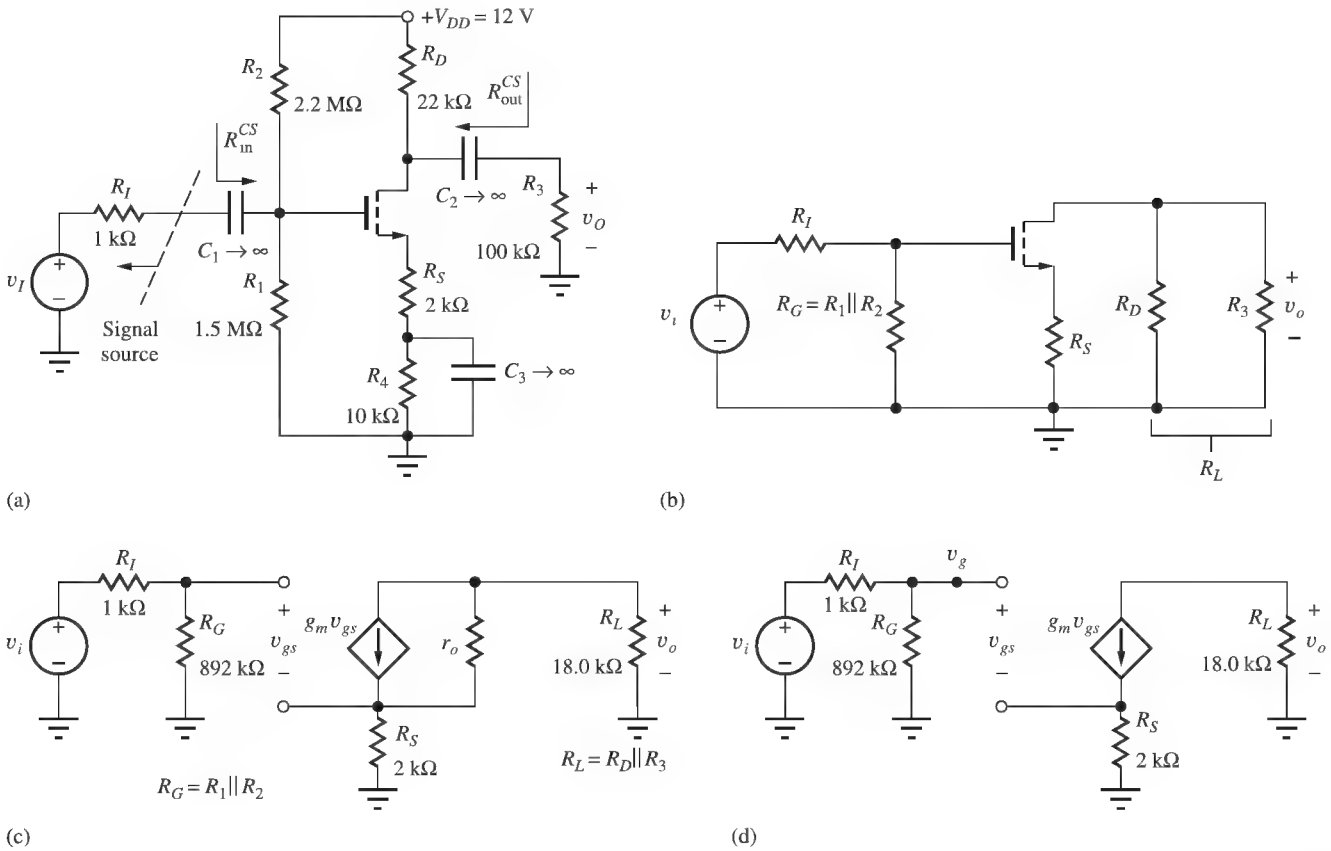 +V_DD = 12 V
R_2
2.2 MΩ
R_D
22 kΩ
R_out^CS
R_in^CS
R_I
1 kΩ
C_1 → ∞
C_2 → ∞
R_3
100 kΩ
+
v_O
−
v_I
+
−
Signal
source
R_1
1.5 MΩ
R_S
2 kΩ
R_4
10 kΩ
C_3 → ∞
(a)
R_I
v_i
+
−
R_G = R_1||R_2
R_S
R_D
R_3
+
v_o
−
R_L
(b)
R_I
1 kΩ
v_i
+
−
R_G
892 kΩ
+
v_gs
−
g_m v_gs
r_o
R_L
18.0 kΩ
+
v_o
−
R_S
2 kΩ
R_G = R_1||R_2
R_L = R_D||R_3
(c)
R_I
1 kΩ
v_g
v_i
+
−
R_G
892 kΩ
+
v_gs
−
g_m v_gs
R_L
18.0 kΩ
+
v_o
−
R_S
2 kΩ
(d)